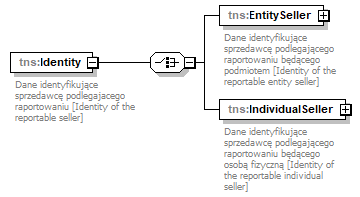 tns:EntitySeller
Dane identyfikujące
sprzedawcę podlegającego
raportowaniu będącego
podmiotem [Identity of the
reportable entity seller]
tns:Identity
Dane identyfikujące
sprzedawcę podlegającego
raportowaniu [Identity of the
reportable seller]
tns:IndividualSeller
Dane identyfikujące
sprzedawcę podlegającego
raportowaniu będącego
osobą fizyczną [Identity of
the reportable individual
seller]